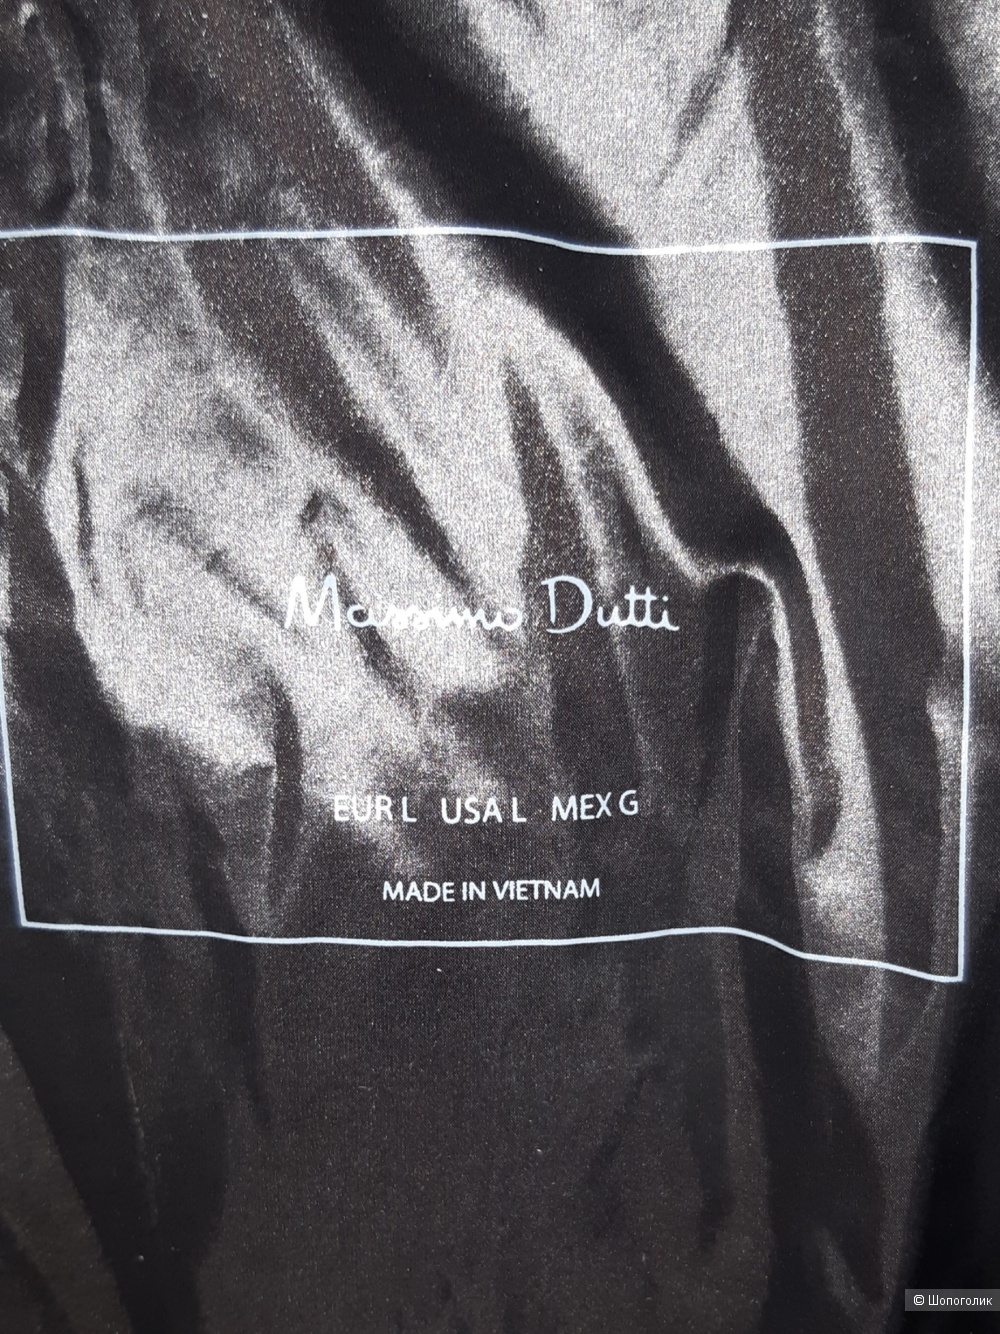 Massimo Dutti
EUR L USA L MEX G
MADE IN VIETNAM
© Шопоголик